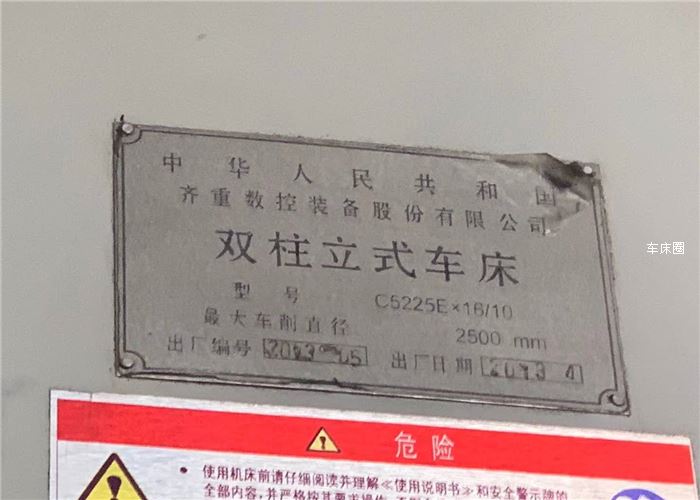 中华人民共和国
齐重数控装备股份有限公司
双柱立式车床
型号 C5225E×16/10
最大车削直径 2500 mm
出厂编号
出厂日期 2013 4
车床圈
危险
• 使用机床前请仔细阅读并理解≪使用说明书≫和安全警示牌的
全部内容，并严格按其要求操作